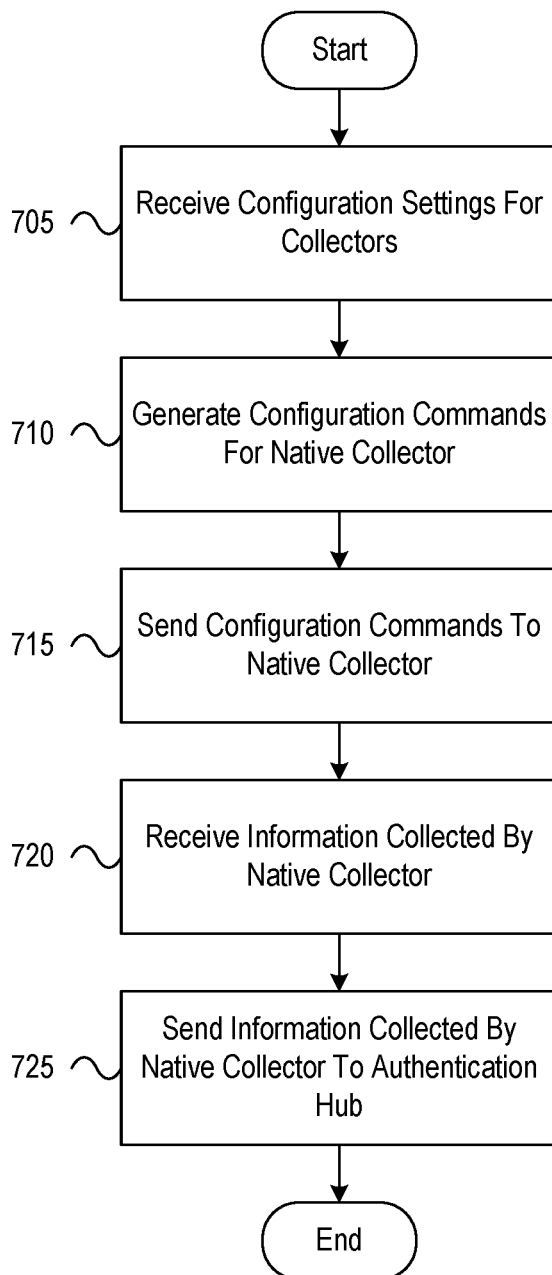 Start
705
Receive Configuration Settings For
Collectors
710
Generate Configuration Commands
For Native Collector
715
Send Configuration Commands To
Native Collector
720
Receive Information Collected By
Native Collector
725
Send Information Collected By
Native Collector To Authentication
Hub
End